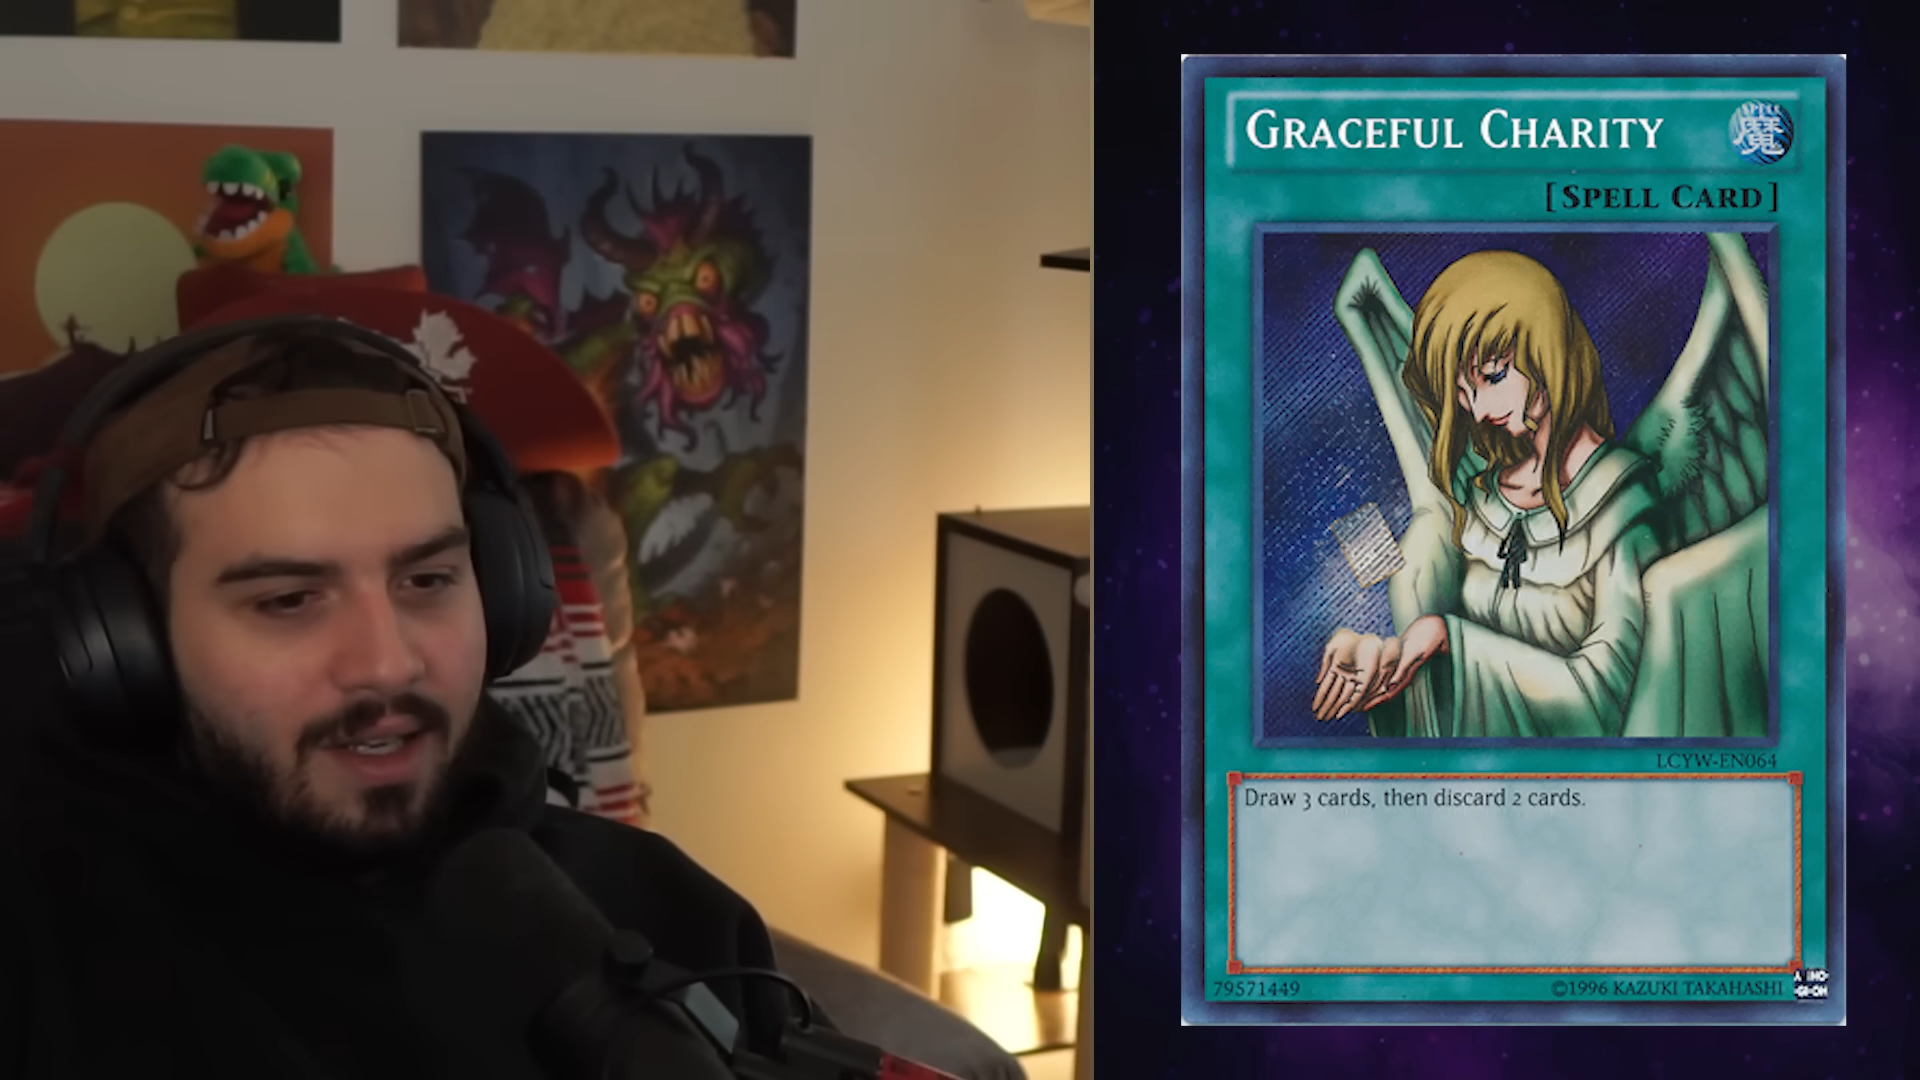 GRACEFUL CHARITY
SPELL
魔
[SPELL CARD]
LCYW-EN064
Draw 3 cards, then discard 2 cards.
79571449
©1996 KAZUKI TAKAHASHI